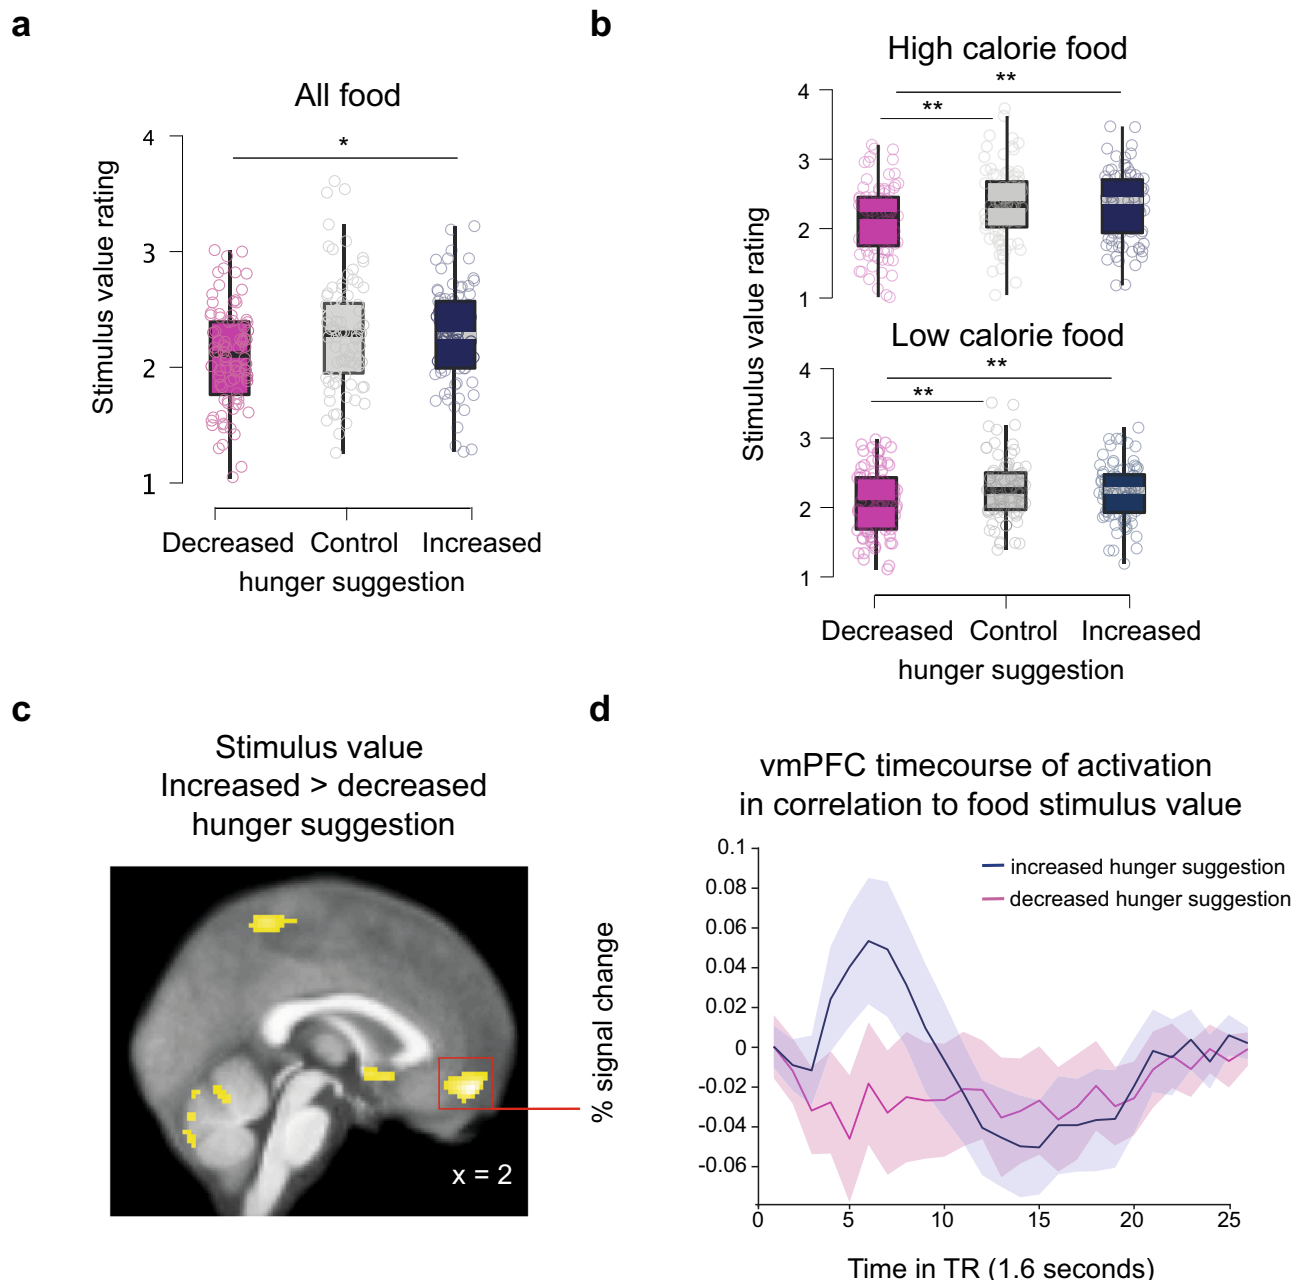 a
All food
Stimulus value rating
4
3
2
1
*
Decreased Control Increased
hunger suggestion
b
High calorie food
Stimulus value rating
4
3
2
1
**
**
Low calorie food
4
3
2
1
**
**
Decreased Control Increased
hunger suggestion
c
Stimulus value
Increased > decreased
hunger suggestion
x = 2
d
vmPFC timecourse of activation
in correlation to food stimulus value
% signal change
0.1
0.08
0.06
0.04
0.02
0
-0.02
-0.04
-0.06
increased hunger suggestion
decreased hunger suggestion
0 5 10 15 20 25
Time in TR (1.6 seconds)